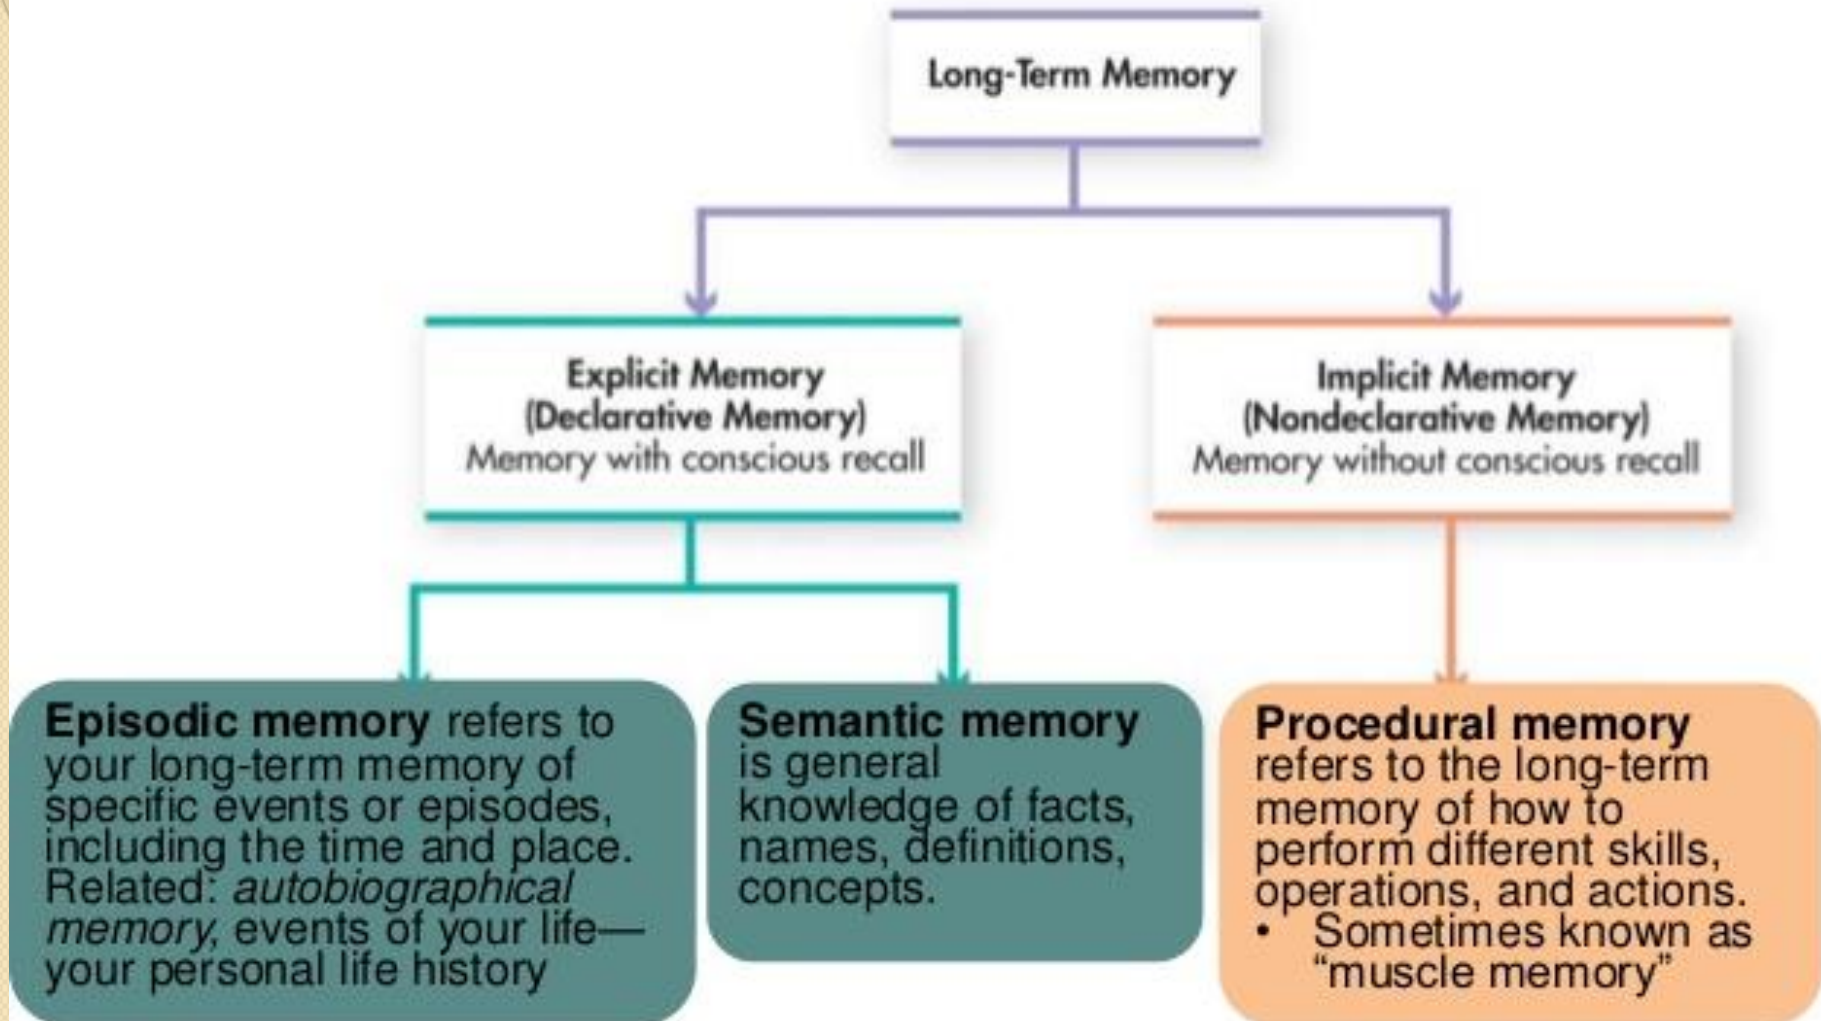 Long-Term Memory
Explicit Memory
(Declarative Memory)
Memory with conscious recall
Implicit Memory
(Nondeclarative Memory)
Memory without conscious recall
Episodic memory refers to
your long-term memory of
specific events or episodes,
including the time and place.
Related: autobiographical
memory, events of your life—
your personal life history
Semantic memory
is general
knowledge of facts,
names, definitions,
concepts.
Procedural memory
refers to the long-term
memory of how to
perform different skills,
operations, and actions.
• Sometimes known as
“muscle memory”